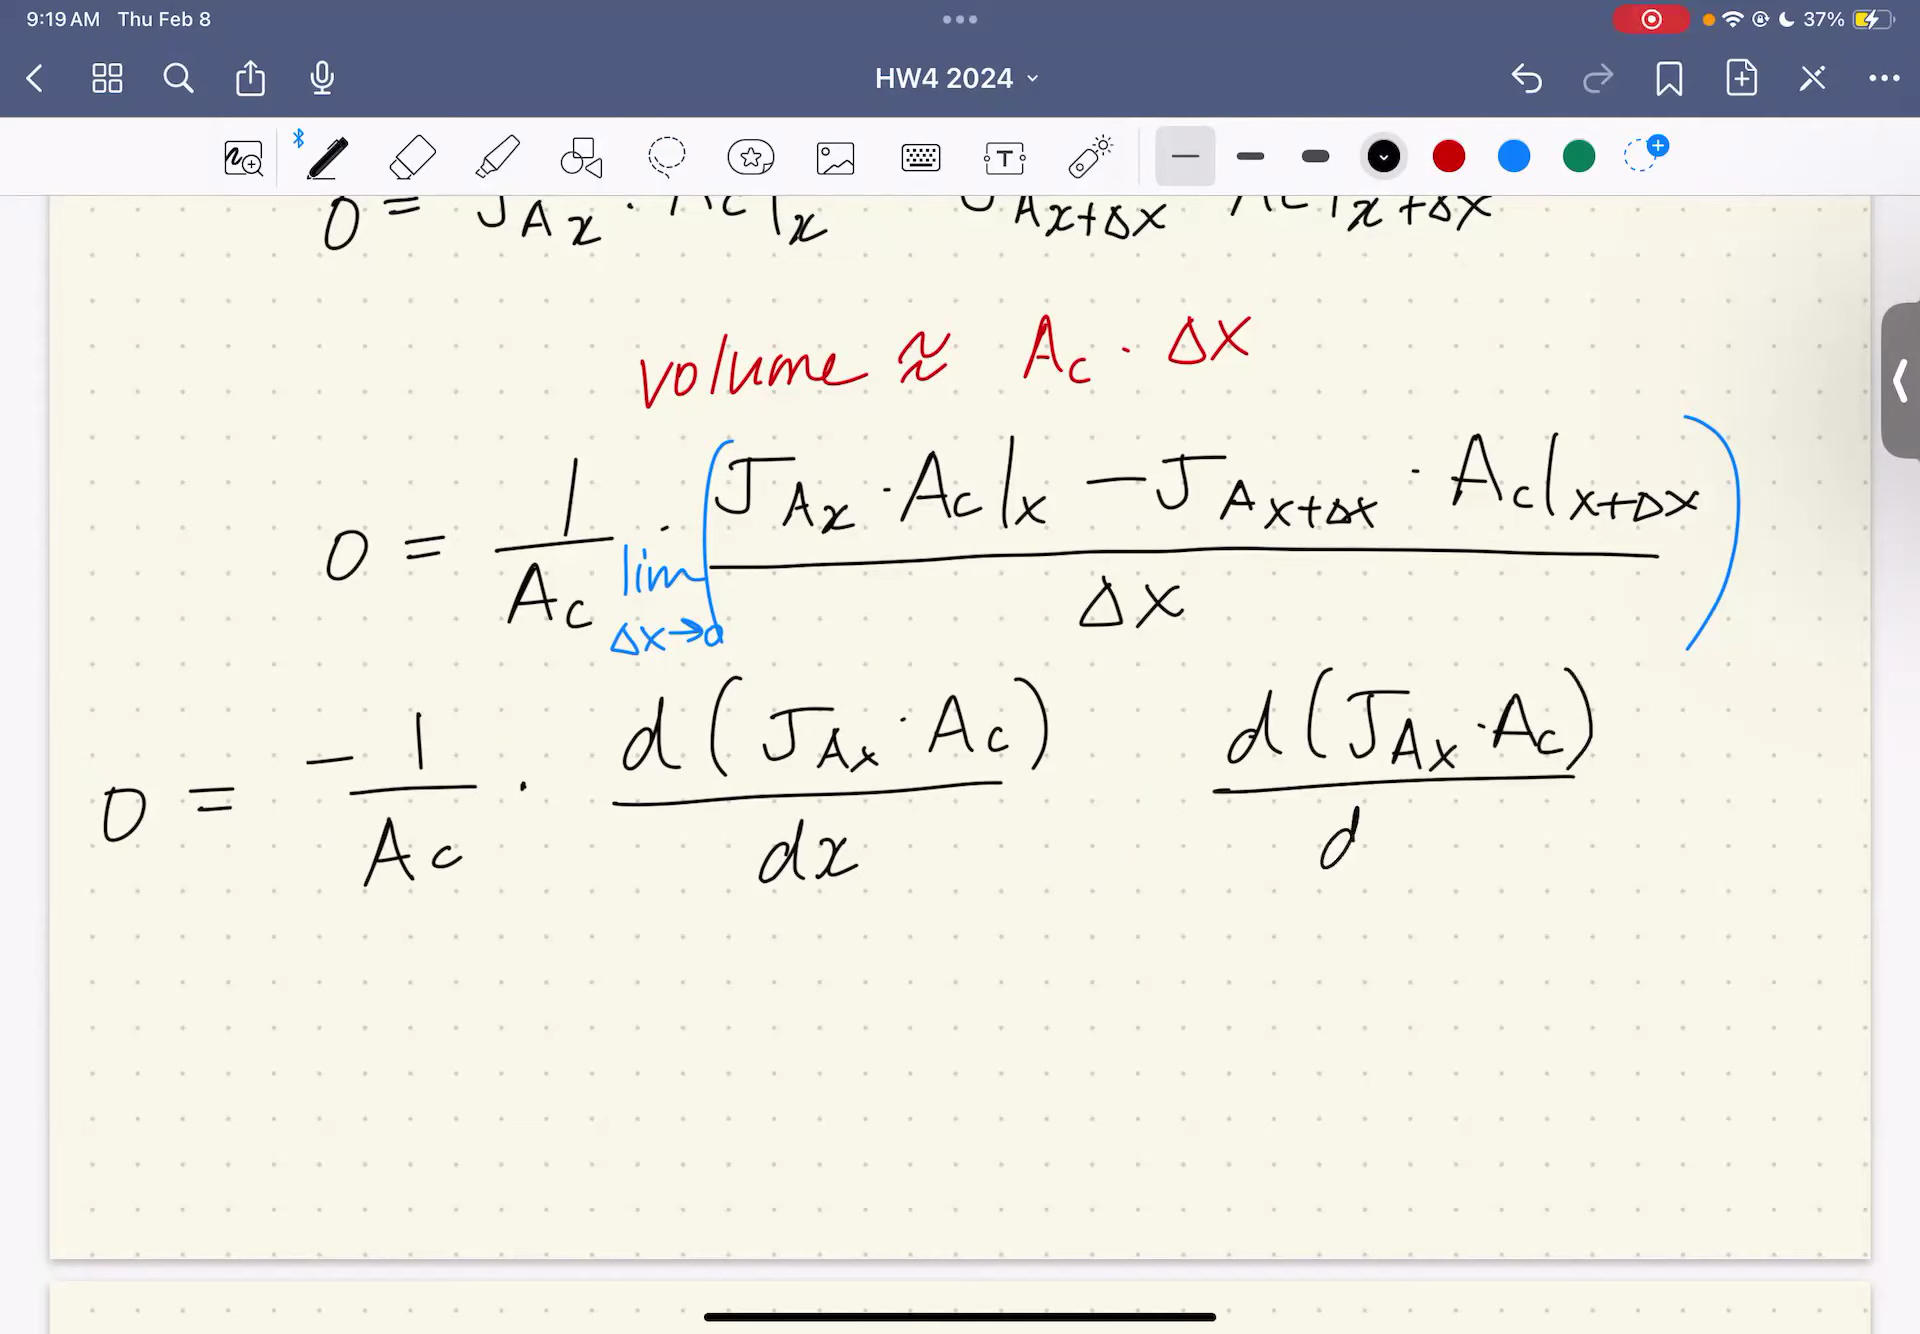 9:19 AM Thu Feb 8
37%
HW4 2024
T
0 = J_Ax · Ac|x J_Ax+Δx Ac|x+Δx
volume ≈ Ac · Δx
0 = 1/Ac · lim Δx→0 (J_Ax · Ac|x − J_Ax+Δx · Ac|x+Δx / Δx)
0 = −1/Ac · d(J_Ax · Ac)/dx d(J_Ax · Ac)/d